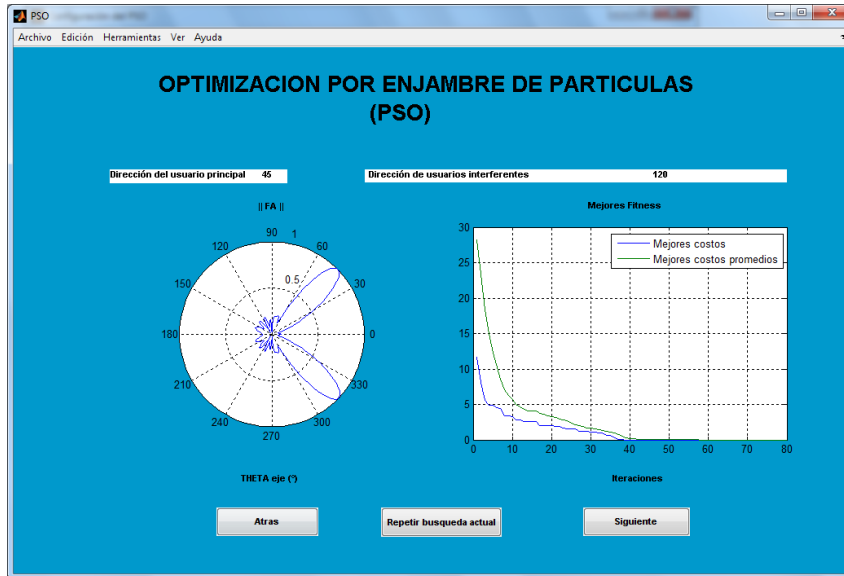 PSO
Archivo Edición Herramientas Ver Ayuda
OPTIMIZACION POR ENJAMBRE DE PARTICULAS
(PSO)
Dirección del usuario principal 45
Dirección de usuarios interferentes 120
|| FA ||
90 1
120 60
150 0.5 30
180 0
210 330
240 300
270
THETA eje (º)
Mejores Fitness
30
25
20
15
10
5
0
Mejores costos
Mejores costos promedios
0 10 20 30 40 50 60 70 80
Iteraciones
Atras
Repetir busqueda actual
Siguiente